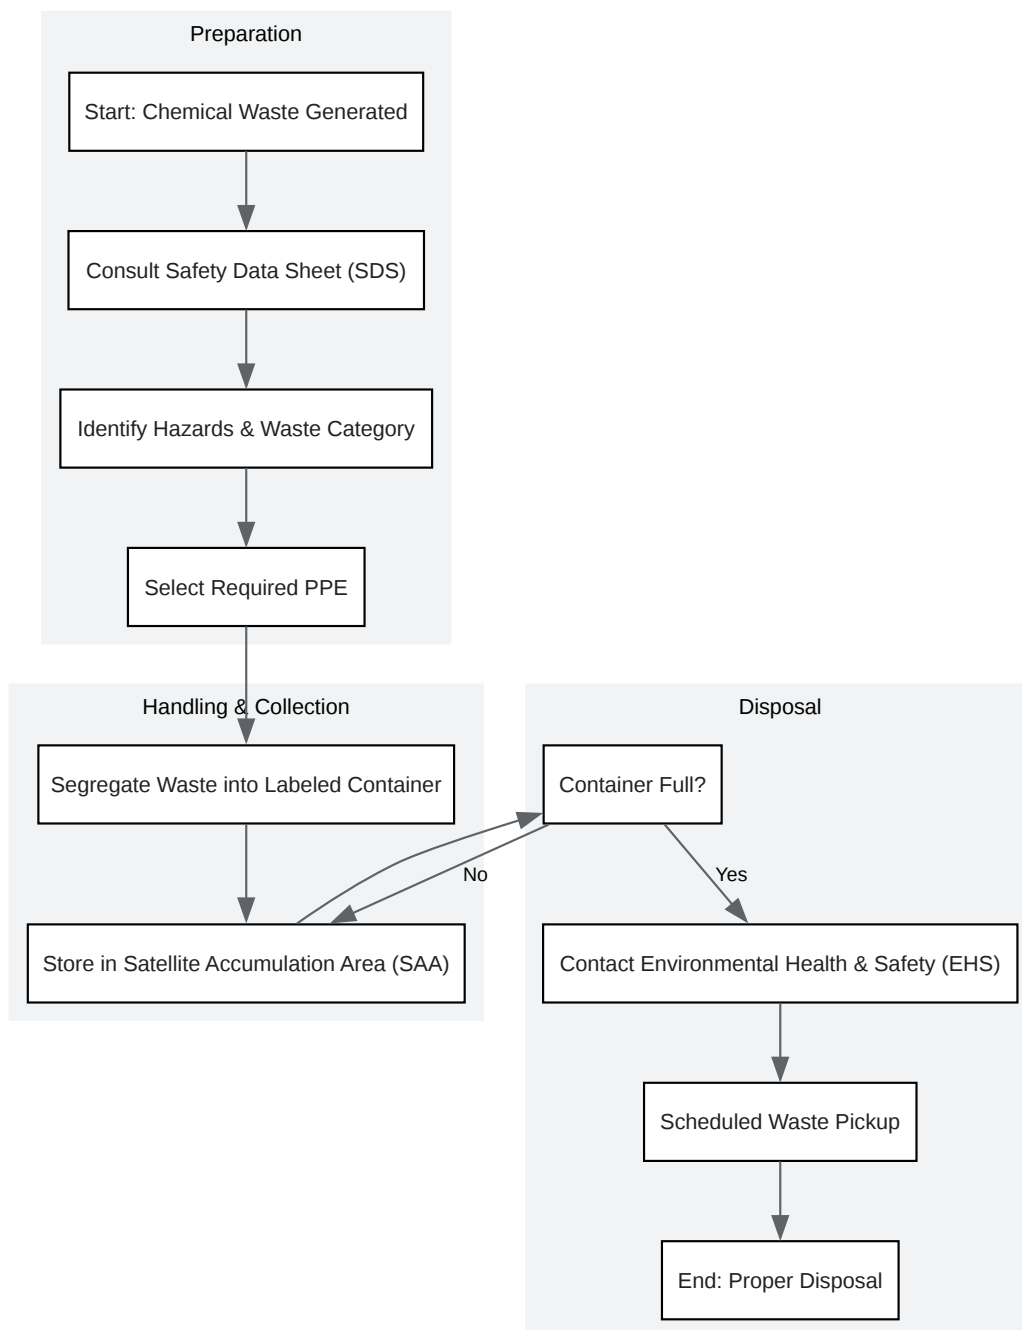 Preparation
Start: Chemical Waste Generated
Consult Safety Data Sheet (SDS)
Identify Hazards & Waste Category
Select Required PPE
Handling & Collection
Segregate Waste into Labeled Container
Store in Satellite Accumulation Area (SAA)
Disposal
Container Full?
No
Yes
Contact Environmental Health & Safety (EHS)
Scheduled Waste Pickup
End: Proper Disposal